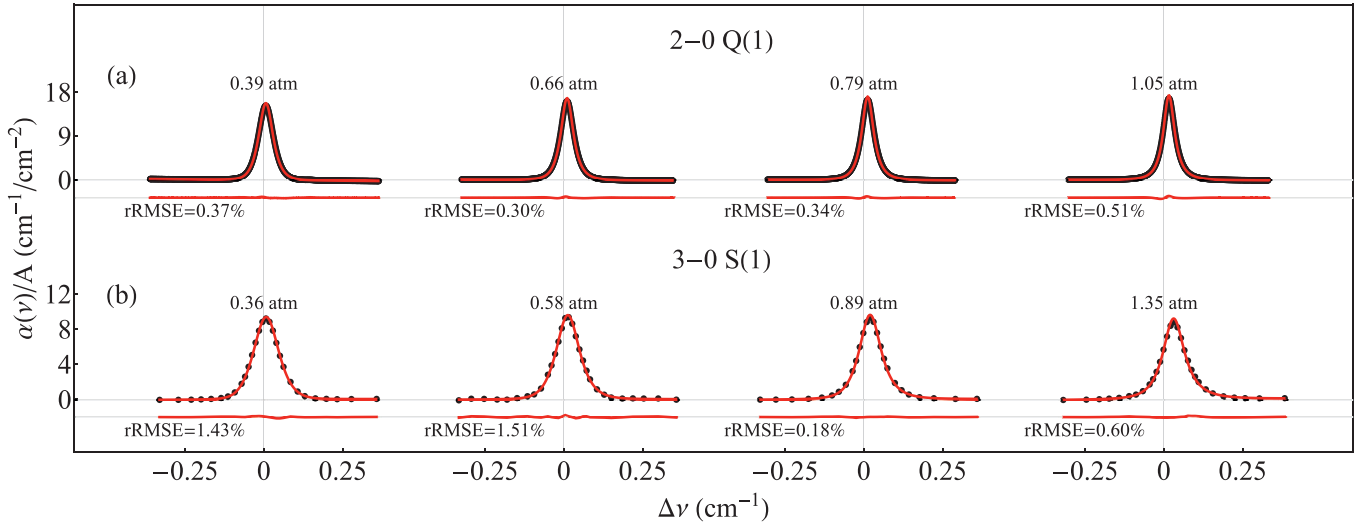 2−0 Q(1)
(a)
0.39 atm
0.66 atm
0.79 atm
1.05 atm
18
9
0
rRMSE=0.37%
rRMSE=0.30%
rRMSE=0.34%
rRMSE=0.51%
α(ν)/A (cm⁻¹/cm⁻²)
3−0 S(1)
(b)
0.36 atm
0.58 atm
0.89 atm
1.35 atm
12
8
4
0
rRMSE=1.43%
rRMSE=1.51%
rRMSE=0.18%
rRMSE=0.60%
−0.25 0 0.25 −0.25 0 0.25 −0.25 0 0.25 −0.25 0 0.25
Δν (cm⁻¹)